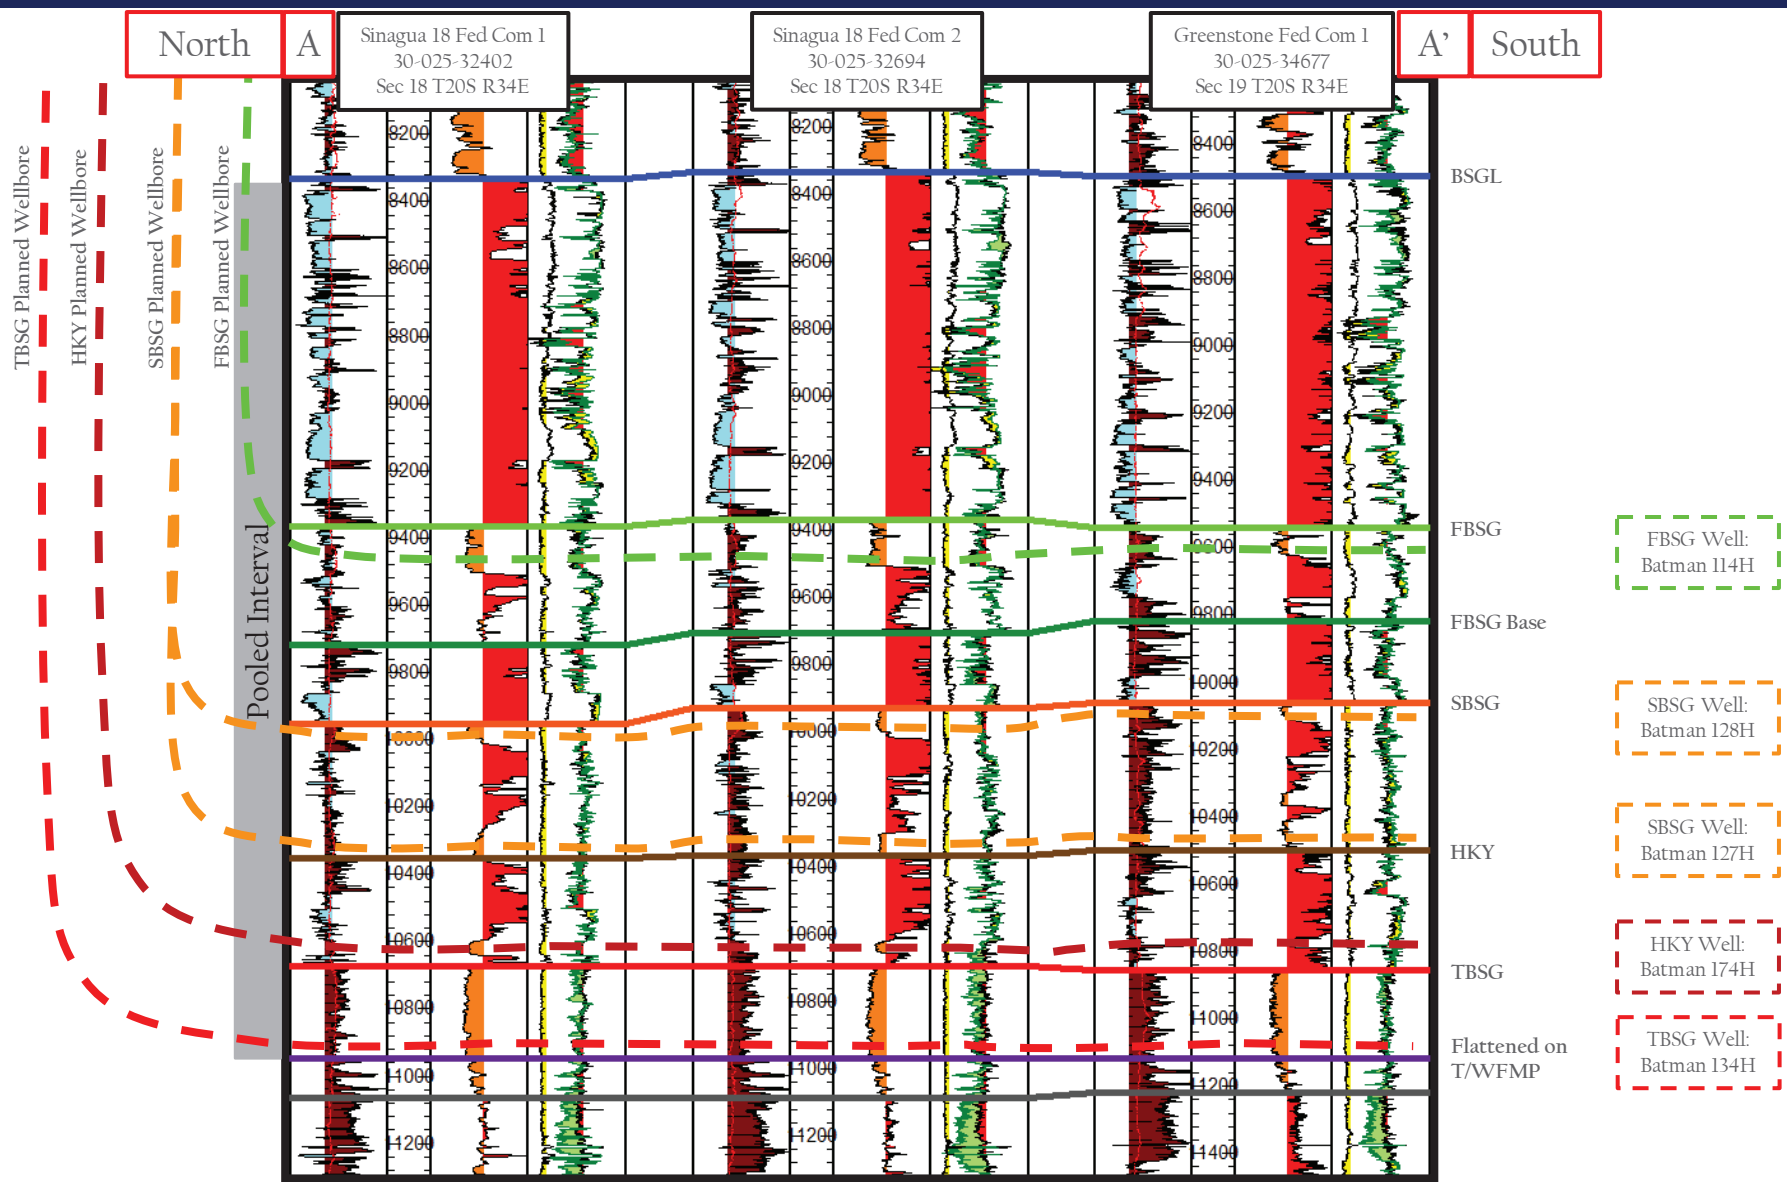 North
A
Sinagua 18 Fed Com 1
30-025-32402
Sec 18 T20S R34E
Sinagua 18 Fed Com 2
30-025-32694
Sec 18 T20S R34E
Greenstone Fed Com 1
30-025-34677
Sec 19 T20S R34E
A’
South
TBSG Planned Wellbore
HKY Planned Wellbore
SBSG Planned Wellbore
FBSG Planned Wellbore
Pooled Interval
8200
8400
8600
8800
9000
9200
9400
9600
9800
10000
10200
10400
10600
10800
11000
11200
8200
8400
8600
8800
9000
9200
9400
9600
9800
10000
10200
10400
10600
10800
11000
11200
8400
8600
8800
9000
9200
9400
9600
9800
10000
10200
10400
10600
10800
11000
11200
11400
BSGL
FBSG
FBSG Base
SBSG
HKY
TBSG
Flattened on
T/WFMP
FBSG Well:
Batman 114H
SBSG Well:
Batman 128H
SBSG Well:
Batman 127H
HKY Well:
Batman 174H
TBSG Well:
Batman 134H